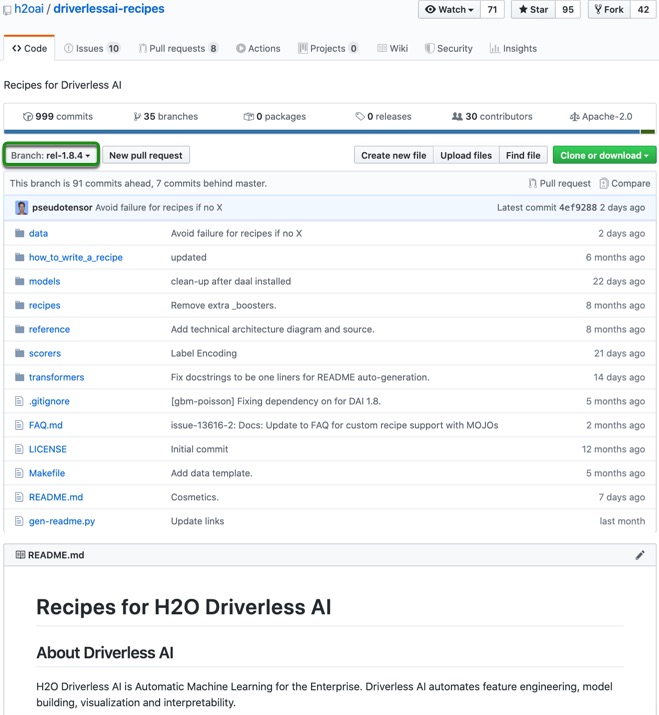 h2oai / driverlessai-recipes Watch 71 Star 95 Fork 42
Code Issues 10 Pull requests 8 Actions Projects 0 Wiki Security Insights
Recipes for Driverless AI
999 commits 35 branches 0 packages 0 releases 30 contributors Apache-2.0
Branch: rel-1.8.4 New pull request Create new file Upload files Find file Clone or download
This branch is 91 commits ahead, 7 commits behind master. Pull request Compare
pseudotensor Avoid failure for recipes if no X Latest commit 4ef9288 2 days ago
data Avoid failure for recipes if no X 2 days ago
how_to_write_a_recipe updated 6 months ago
models clean-up after daal installed 22 days ago
recipes Remove extra _boosters. 8 months ago
reference Add technical architecture diagram and source. 8 months ago
scorers Label Encoding 21 days ago
transformers Fix docstrings to be one liners for README auto-generation. 14 days ago
.gitignore [gbm-poisson] Fixing dependency on for DAI 1.8. 5 months ago
FAQ.md issue-13616-2: Docs: Update to FAQ for custom recipe support with MOJOs 2 months ago
LICENSE Initial commit 12 months ago
Makefile Add data template. 5 months ago
README.md Cosmetics. 7 days ago
gen-readme.py Update links last month
README.md
Recipes for H2O Driverless AI
About Driverless AI
H2O Driverless AI is Automatic Machine Learning for the Enterprise. Driverless AI automates feature engineering, model
building, visualization and interpretability.